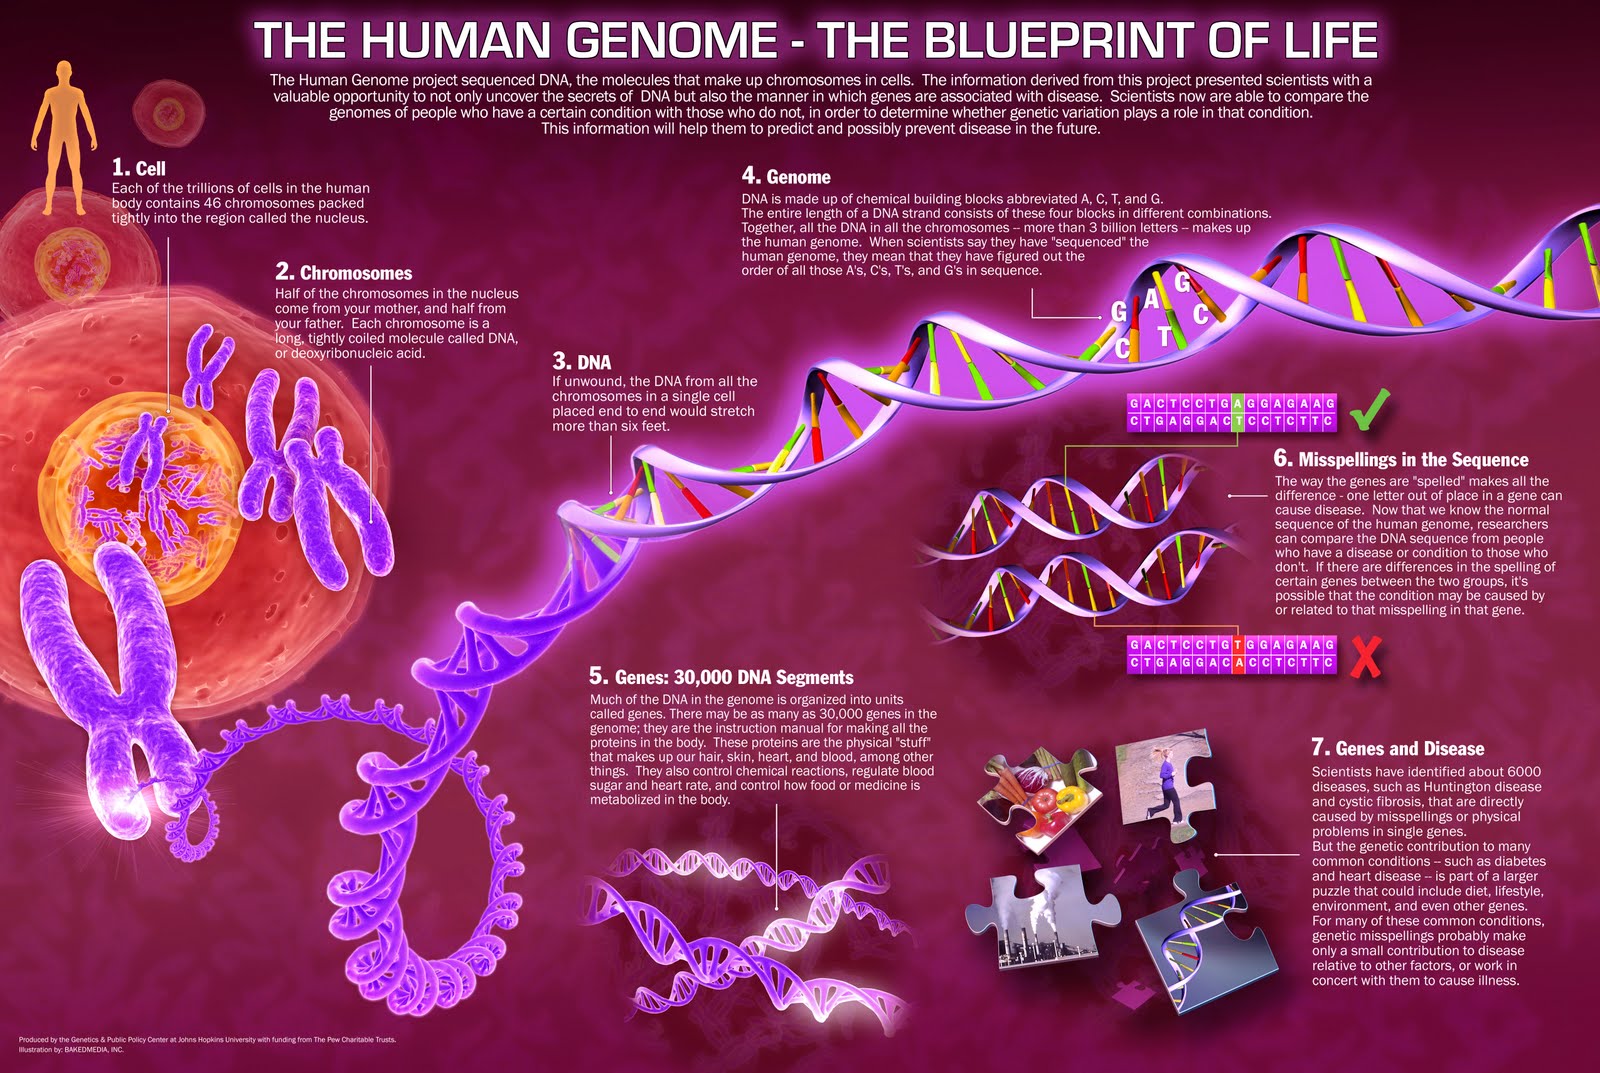 THE HUMAN GENOME - THE BLUEPRINT OF LIFE
The Human Genome project sequenced DNA, the molecules that make up chromosomes in cells. The information derived from this project presented scientists with a
valuable opportunity to not only uncover the secrets of DNA but also the manner in which genes are associated with disease. Scientists now are able to compare the
genomes of people who have a certain condition with those who do not, in order to determine whether genetic variation plays a role in that condition.
This information will help them to predict and possibly prevent disease in the future.
1. Cell
Each of the trillions of cells in the human
body contains 46 chromosomes packed
tightly into the region called the nucleus.
2. Chromosomes
Half of the chromosomes in the nucleus
come from your mother, and half from
your father. Each chromosome is a
long, tightly coiled molecule called DNA,
or deoxyribonucleic acid.
3. DNA
If unwound, the DNA from all the
chromosomes in a single cell
placed end to end would stretch
more than six feet.
4. Genome
DNA is made up of chemical building blocks abbreviated A, C, T, and G.
The entire length of a DNA strand consists of these four blocks in different combinations.
Together, all the DNA in all the chromosomes -- more than 3 billion letters -- makes up
the human genome. When scientists say they have "sequenced" the
human genome, they mean that they have figured out the
order of all those A's, C's, T's, and G's in sequence.
G A G
C T C
5. Genes: 30,000 DNA Segments
Much of the DNA in the genome is organized into units
called genes. There may be as many as 30,000 genes in the
genome; they are the instruction manual for making all the
proteins in the body. These proteins are the physical "stuff"
that makes up our hair, skin, heart, and blood, among other
things. They also control chemical reactions, regulate blood
sugar and heart rate, and control how food or medicine is
metabolized in the body.
GACTCCTGAGGAGAAG
CTGAGGACTCCTCTTC
6. Misspellings in the Sequence
The way the genes are "spelled" makes all the
difference - one letter out of place in a gene can
cause disease. Now that we know the normal
sequence of the human genome, researchers
can compare the DNA sequence from people
who have a disease or condition to those who
don't. If there are differences in the spelling of
certain genes between the two groups, it's
possible that the condition may be caused by
or related to that misspelling in that gene.
GACTCCTGTGGAGAAG
CTGAGGACACCTCTTC
7. Genes and Disease
Scientists have identified about 6000
diseases, such as Huntington disease
and cystic fibrosis, that are directly
caused by misspellings or physical
problems in single genes.
But the genetic contribution to many
common conditions -- such as diabetes
and heart disease -- is part of a larger
puzzle that could include diet, lifestyle,
environment, and even other genes.
For many of these common conditions,
genetic misspellings probably make
only a small contribution to disease
relative to other factors, or work in
concert with them to cause illness.
Produced by the Genetics & Public Policy Center at Johns Hopkins University with funding from The Pew Charitable Trusts.
Illustration by: BAKEDMEDIA, INC.